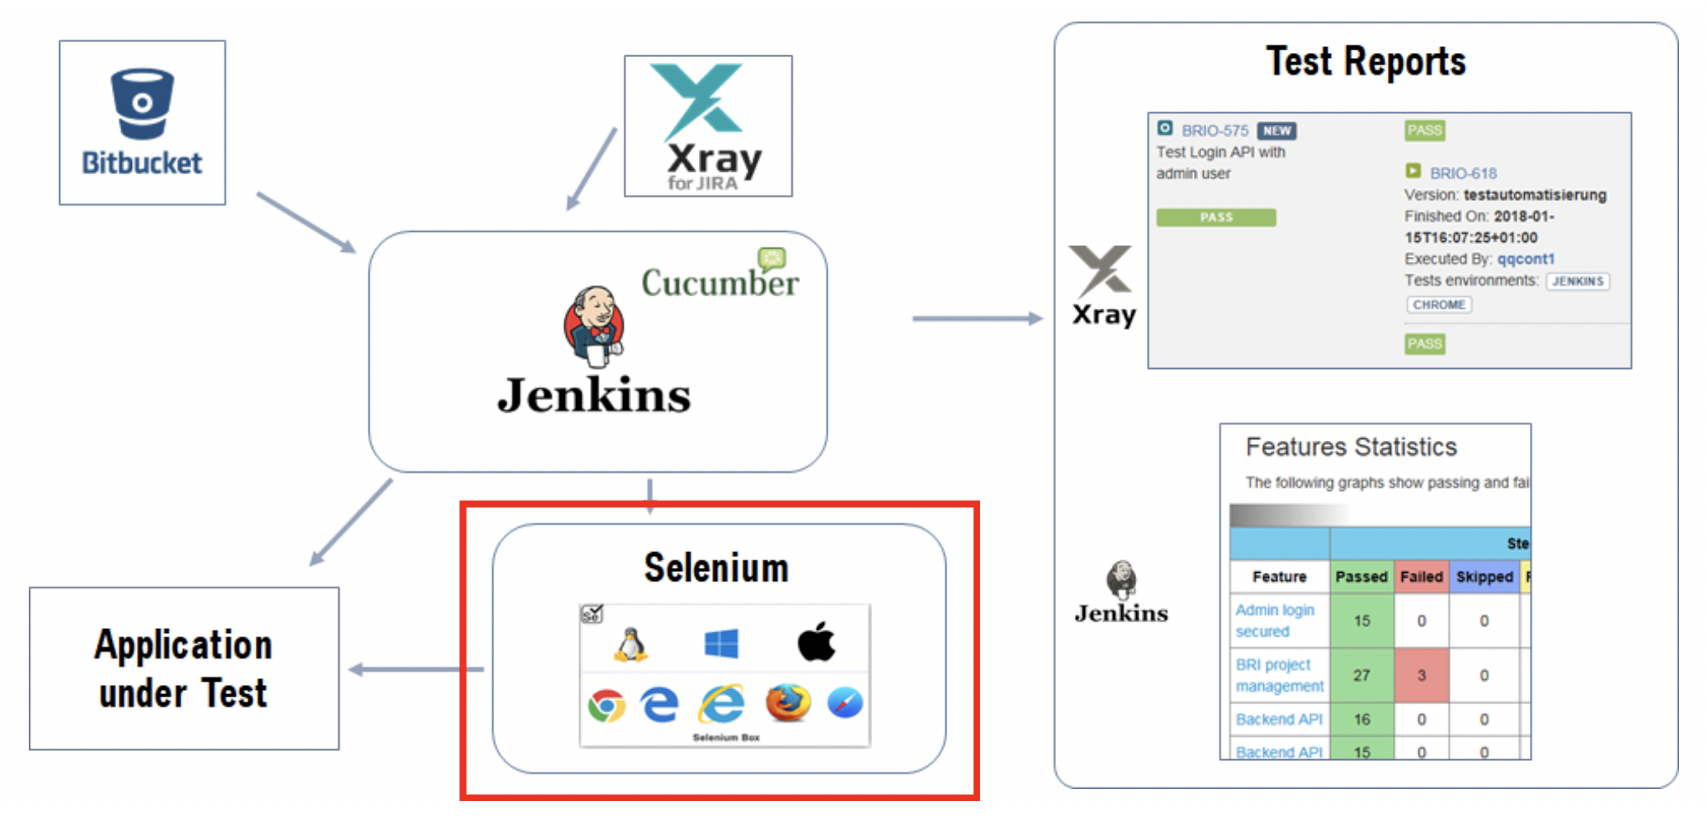 Bitbucket
Xray
for JIRA
Cucumber
Jenkins
Selenium
Se
Selenium Box
Application
under Test
Test Reports
Xray
BRIO-575 NEW
Test Login API with
admin user
PASS
PASS
BRIO-618
Version: testautomatisierung
Finished On: 2018-01-
15T16:07:25+01:00
Executed By: qqcont1
Tests environments: JENKINS
CHROME
PASS
Jenkins
Features Statistics
The following graphs show passing and fai
Ste
Feature Passed Failed Skipped
Admin login
secured 15 0 0
BRI project
management 27 3 0
Backend API 16 0 0
Backend API 15 0 0